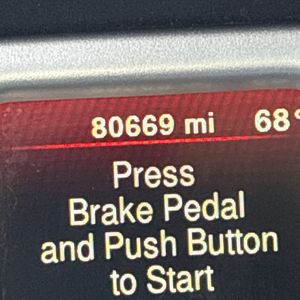 80669 mi 68°
Press
Brake Pedal
and Push Button
to Start